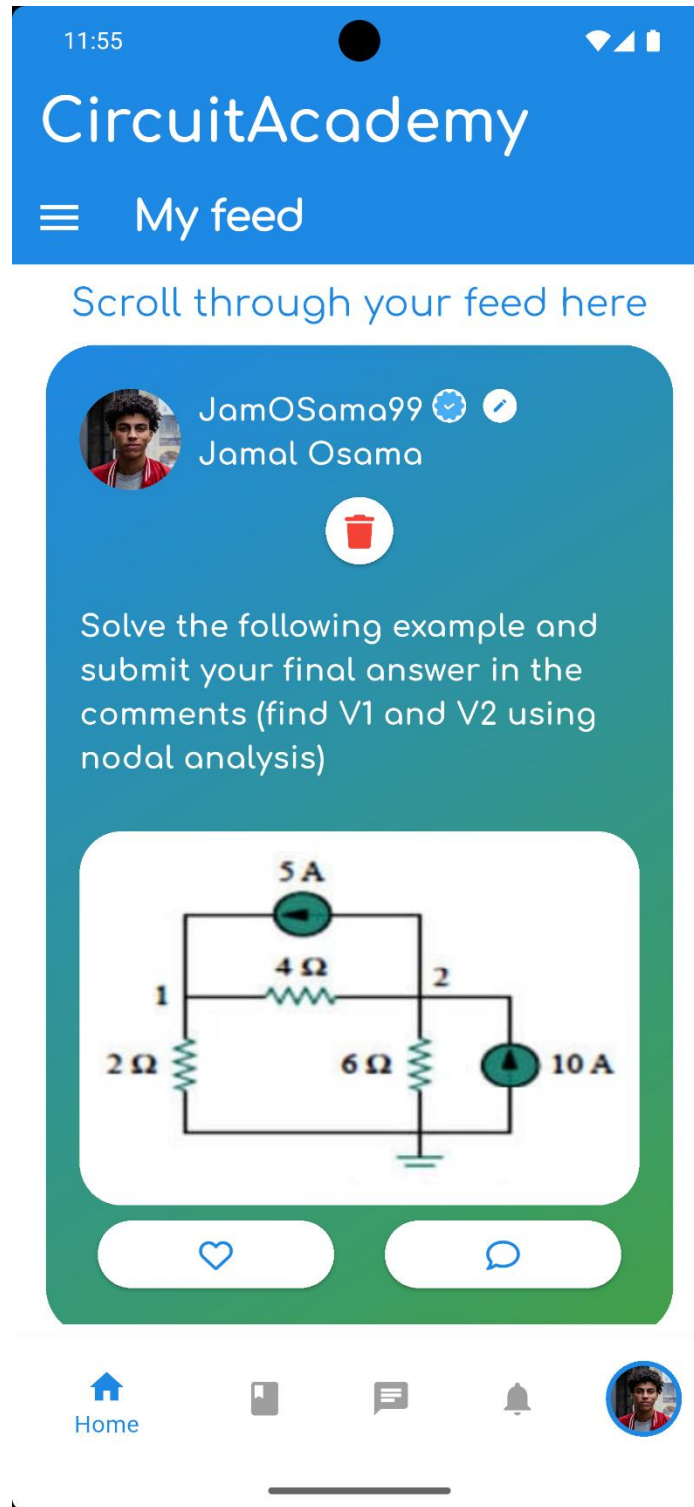 11:55
CircuitAcademy
My feed
Scroll through your feed here
JamOSama99
Jamal Osama
Solve the following example and
submit your final answer in the
comments (find V1 and V2 using
nodal analysis)
5 A
4 Ω
1
2
2 Ω
6 Ω
10 A
Home